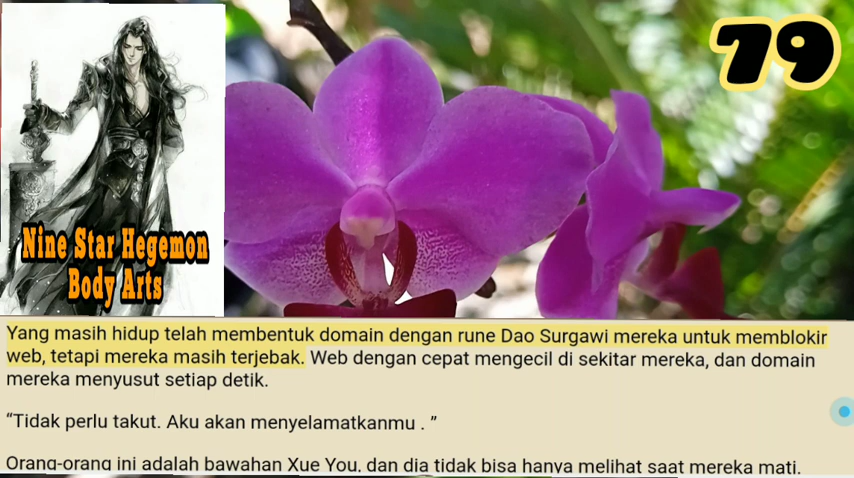 79
Nine Star Hegemon
Body Arts
Yang masih hidup telah membentuk domain dengan rune Dao Surgawi mereka untuk memblokir
web, tetapi mereka masih terjebak. Web dengan cepat mengecil di sekitar mereka, dan domain
mereka menyusut setiap detik.
“Tidak perlu takut. Aku akan menyelamatkanmu . ”
Orang-orang ini adalah bawahan Xue You, dan dia tidak bisa hanya melihat saat mereka mati.